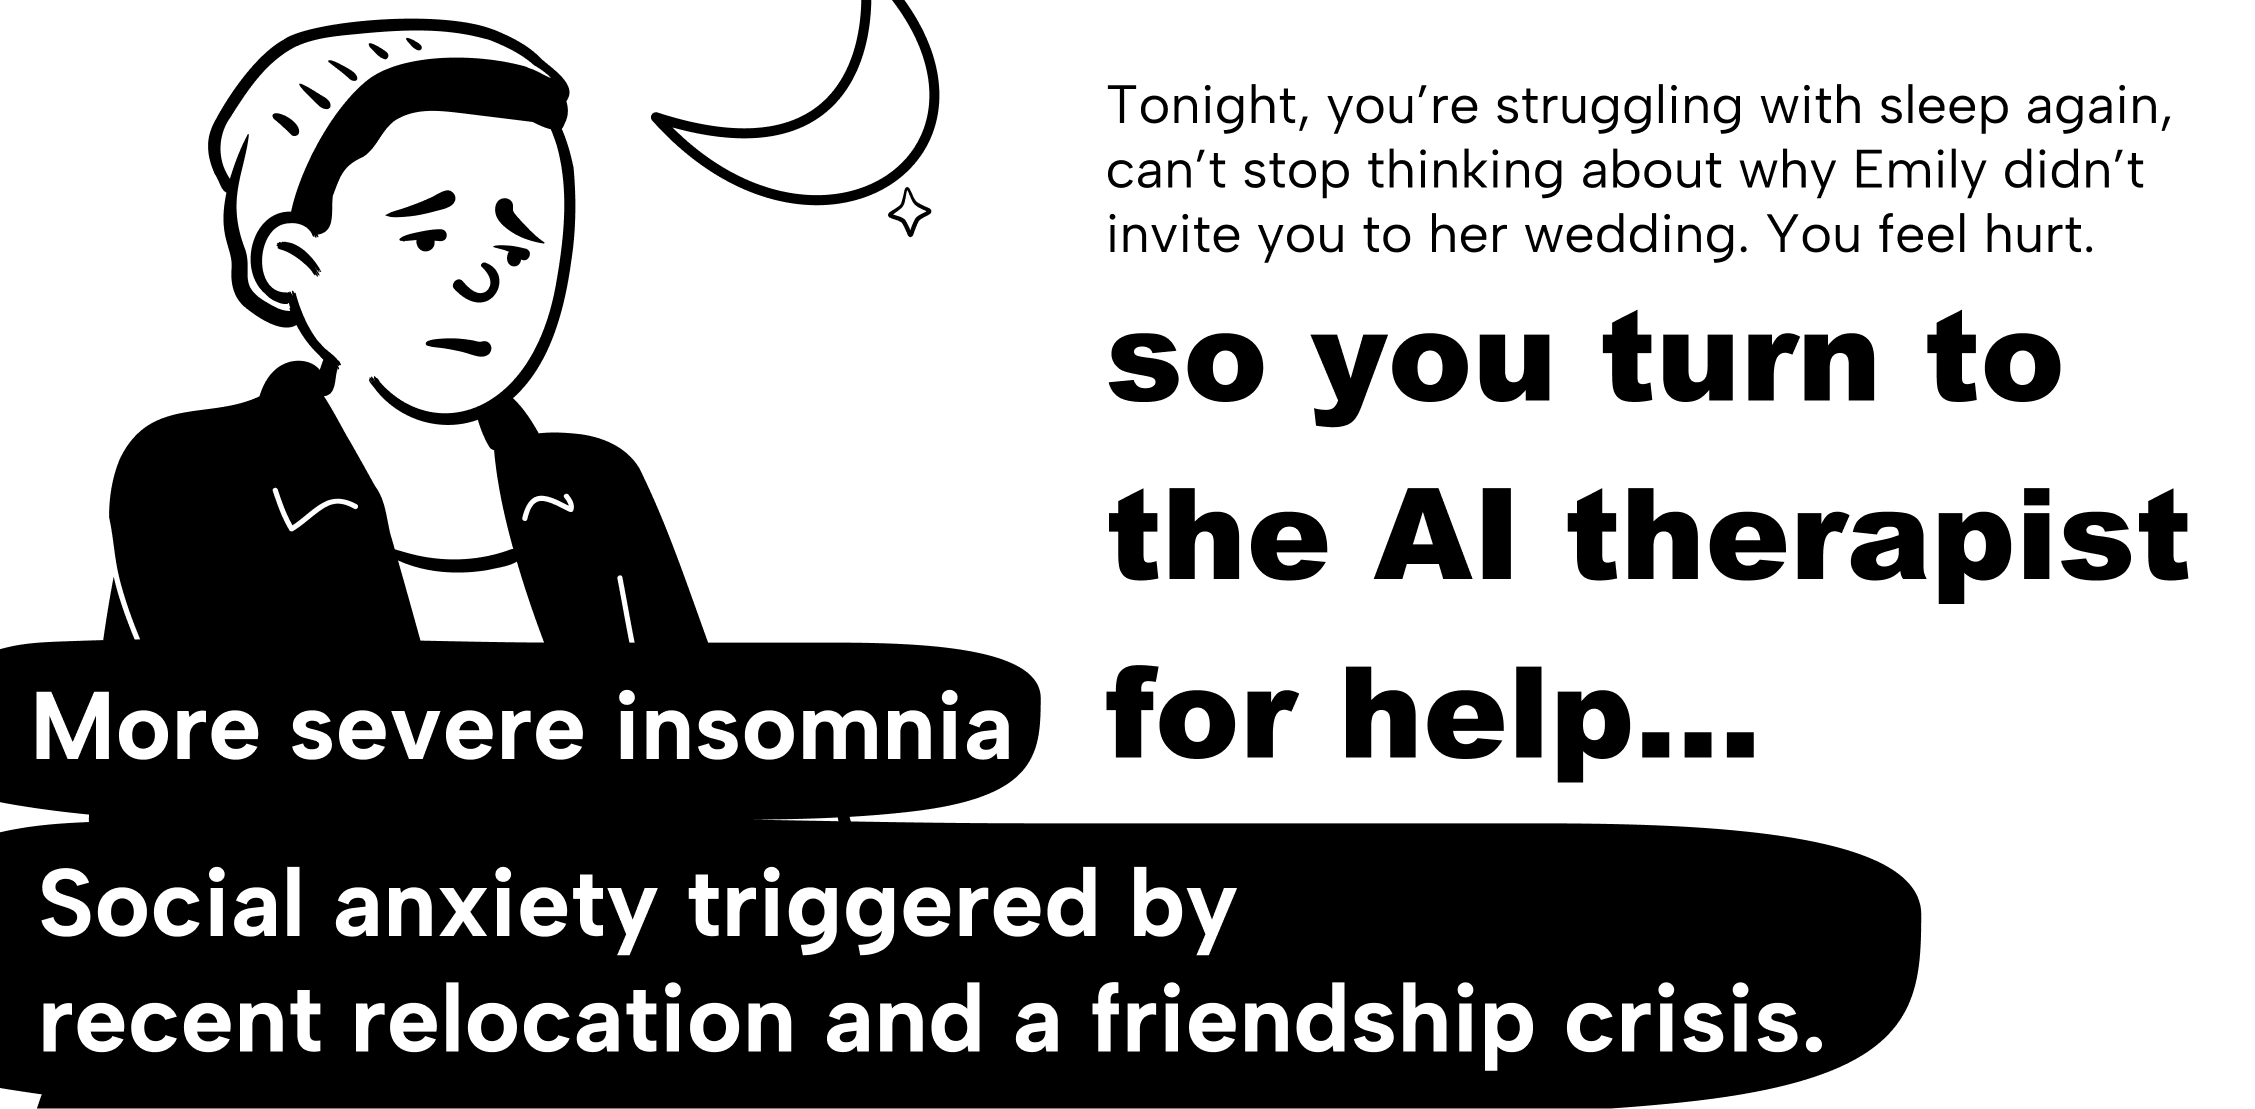 Tonight, you’re struggling with sleep again,
can’t stop thinking about why Emily didn’t
invite you to her wedding. You feel hurt.
so you turn to
the AI therapist
for help...
More severe insomnia
Social anxiety triggered by
recent relocation and a friendship crisis.